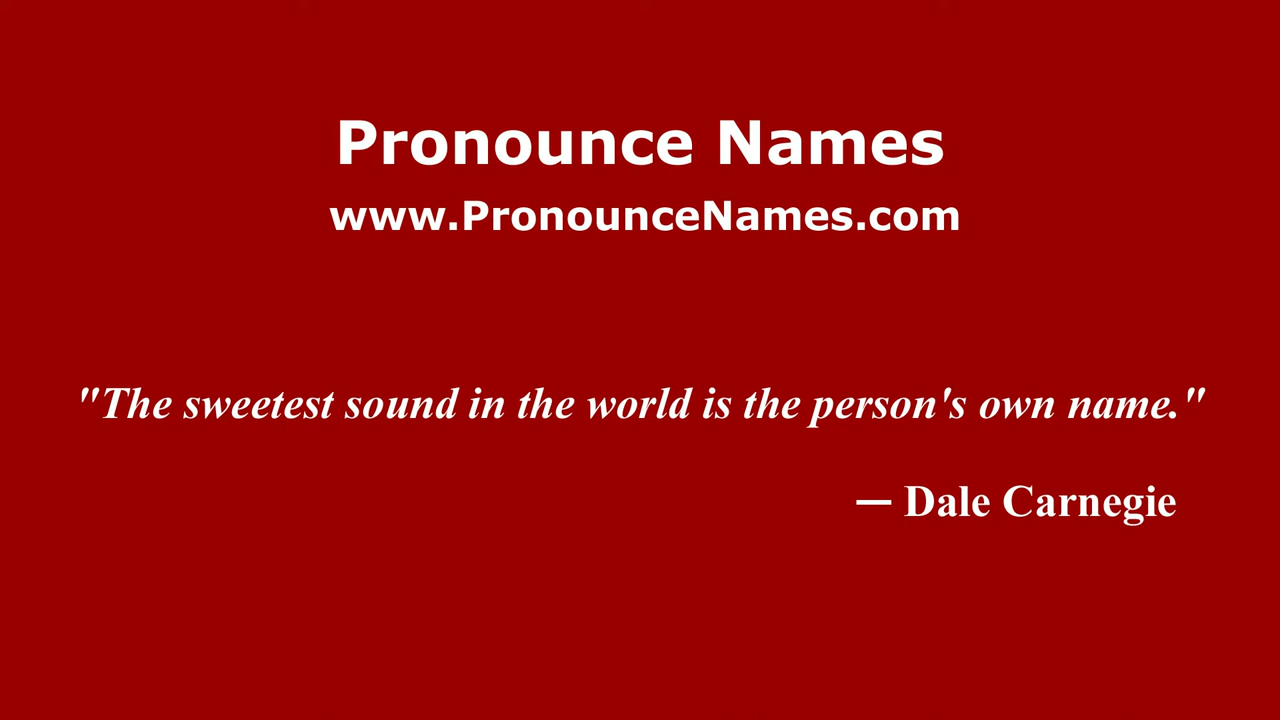 Pronounce Names
www.PronounceNames.com
"The sweetest sound in the world is the person's own name."
— Dale Carnegie